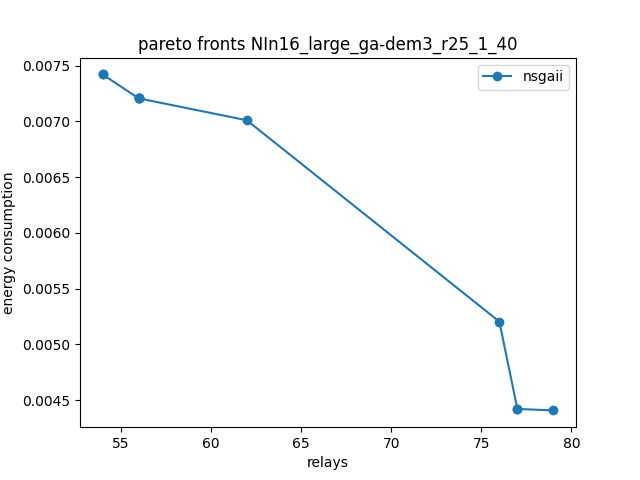 pareto fronts NIn16_large_ga-dem3_r25_1_40
nsgaii
energy consumption
0.0075
0.0070
0.0065
0.0060
0.0055
0.0050
0.0045
55 60 65 70 75 80
relays